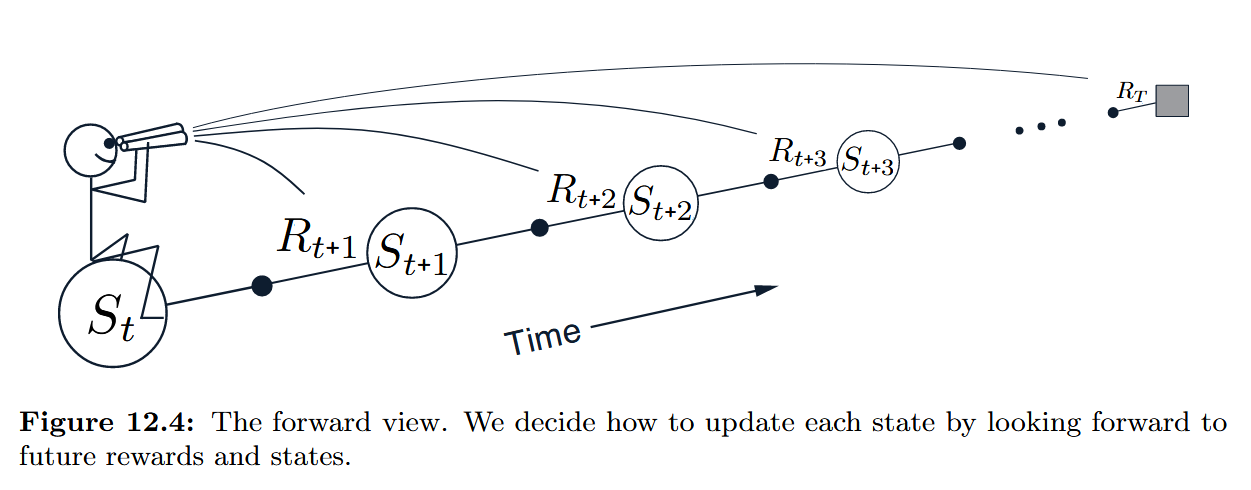 R_T
R_{t+3} S_{t+3}
R_{t+2} S_{t+2}
R_{t+1} S_{t+1}
S_t
Time
Figure 12.4: The forward view. We decide how to update each state by looking forward to
future rewards and states.